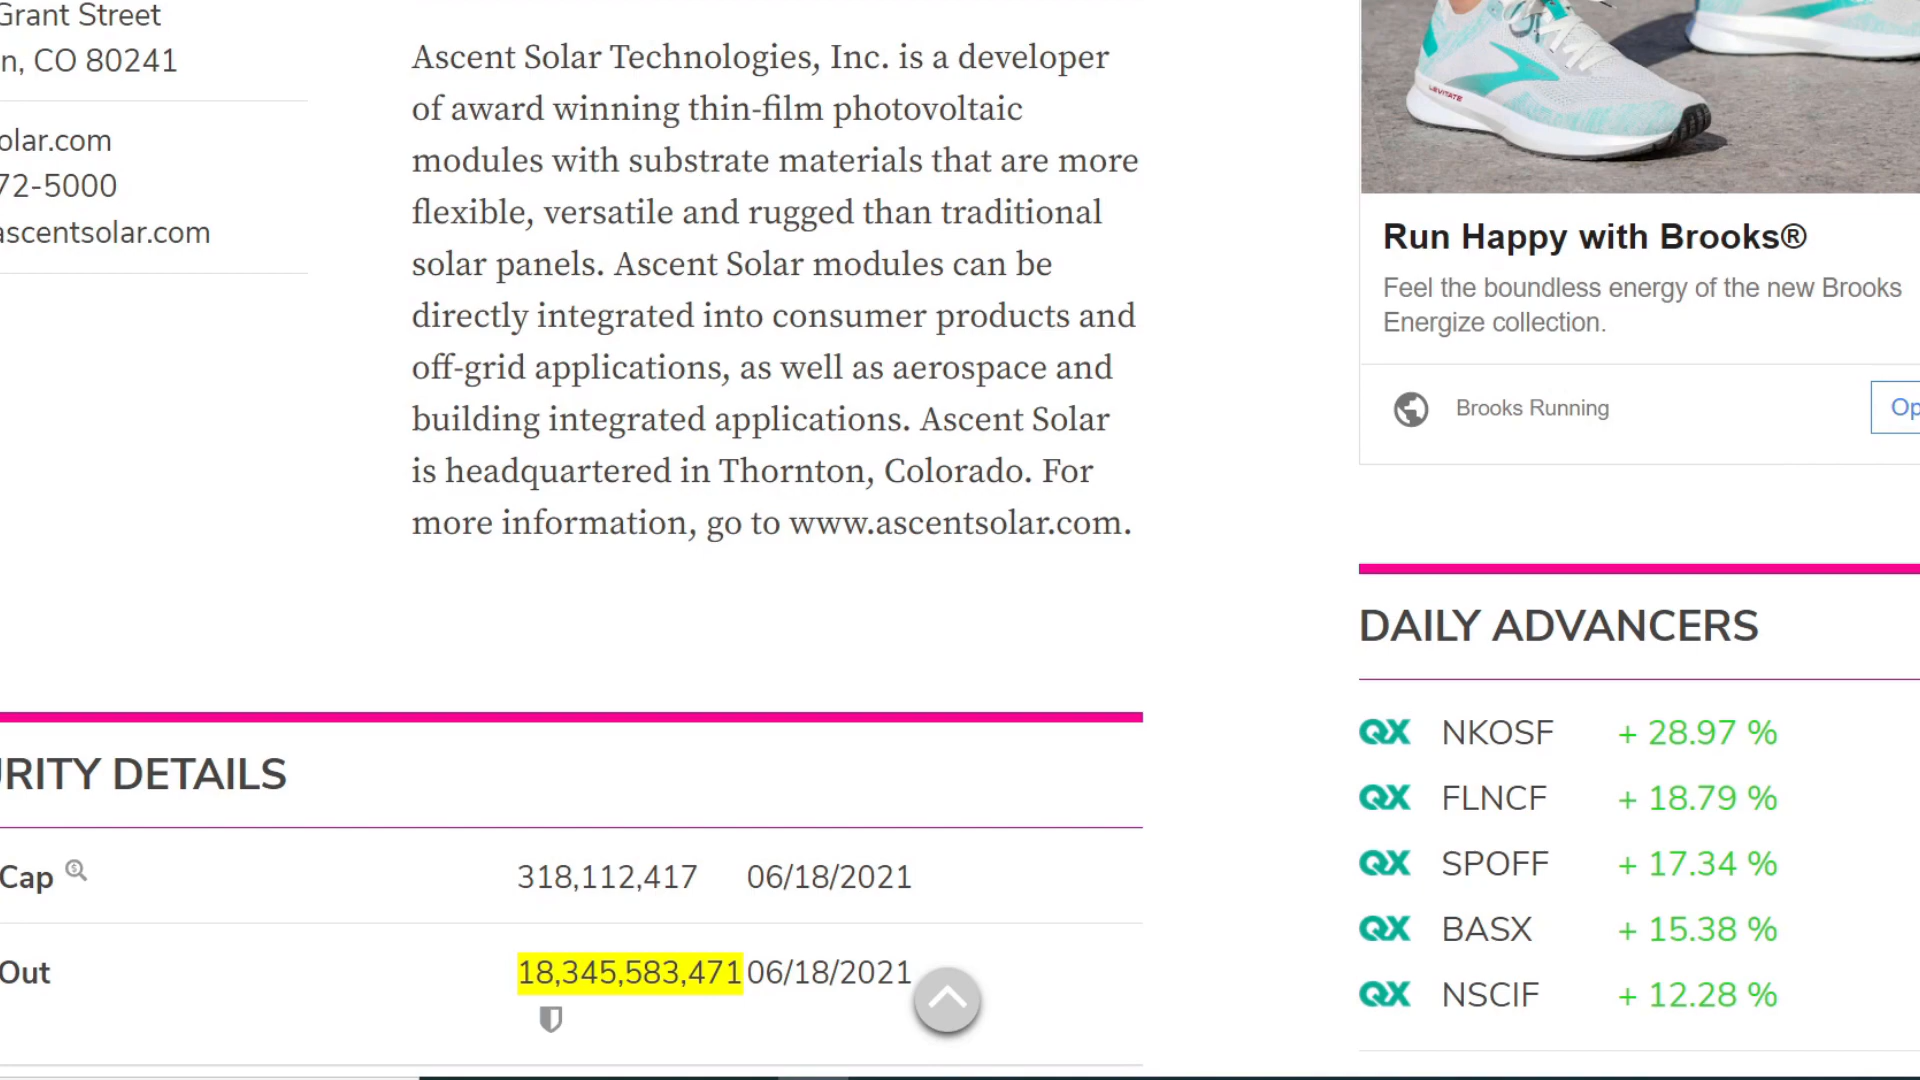 Grant Street
n, CO 80241
olar.com
72-5000
ascentsolar.com
Ascent Solar Technologies, Inc. is a developer
of award winning thin-film photovoltaic
modules with substrate materials that are more
flexible, versatile and rugged than traditional
solar panels. Ascent Solar modules can be
directly integrated into consumer products and
off-grid applications, as well as aerospace and
building integrated applications. Ascent Solar
is headquartered in Thornton, Colorado. For
more information, go to www.ascentsolar.com.
URITY DETAILS
Cap 318,112,417 06/18/2021
Out 18,345,583,471 06/18/2021
LEVITATE
Run Happy with Brooks®
Feel the boundless energy of the new Brooks
Energize collection.
Brooks Running Op
DAILY ADVANCERS
QX NKOSF + 28.97 %
QX FLNCF + 18.79 %
QX SPOFF + 17.34 %
QX BASX + 15.38 %
QX NSCIF + 12.28 %